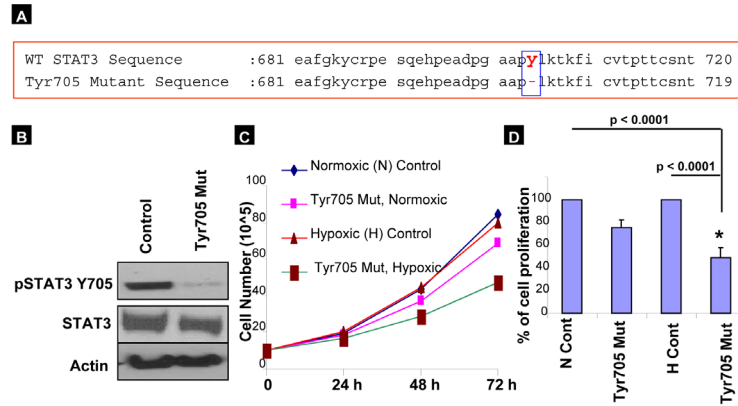 A
WT STAT3 Sequence :681 eafgkycrpe sqehpeadpg aapylktkfi cvtpttcsnt 720
Tyr705 Mutant Sequence :681 eafgkycrpe sqehpeadpg aap-lktkfi cvtpttcsnt 719
B
Control
Tyr705 Mut
pSTAT3 Y705
STAT3
Actin
C
Normoxic (N) Control
Tyr705 Mut, Normoxic
Hypoxic (H) Control
Tyr705 Mut, Hypoxic
Cell Number (10^5)
100
80
60
40
20
0
0 24 h 48 h 72 h
D
p < 0.0001
p < 0.0001
*
% of cell proliferation
100
80
60
40
20
0
N Cont
Tyr705 Mut
H Cont
Tyr705 Mut